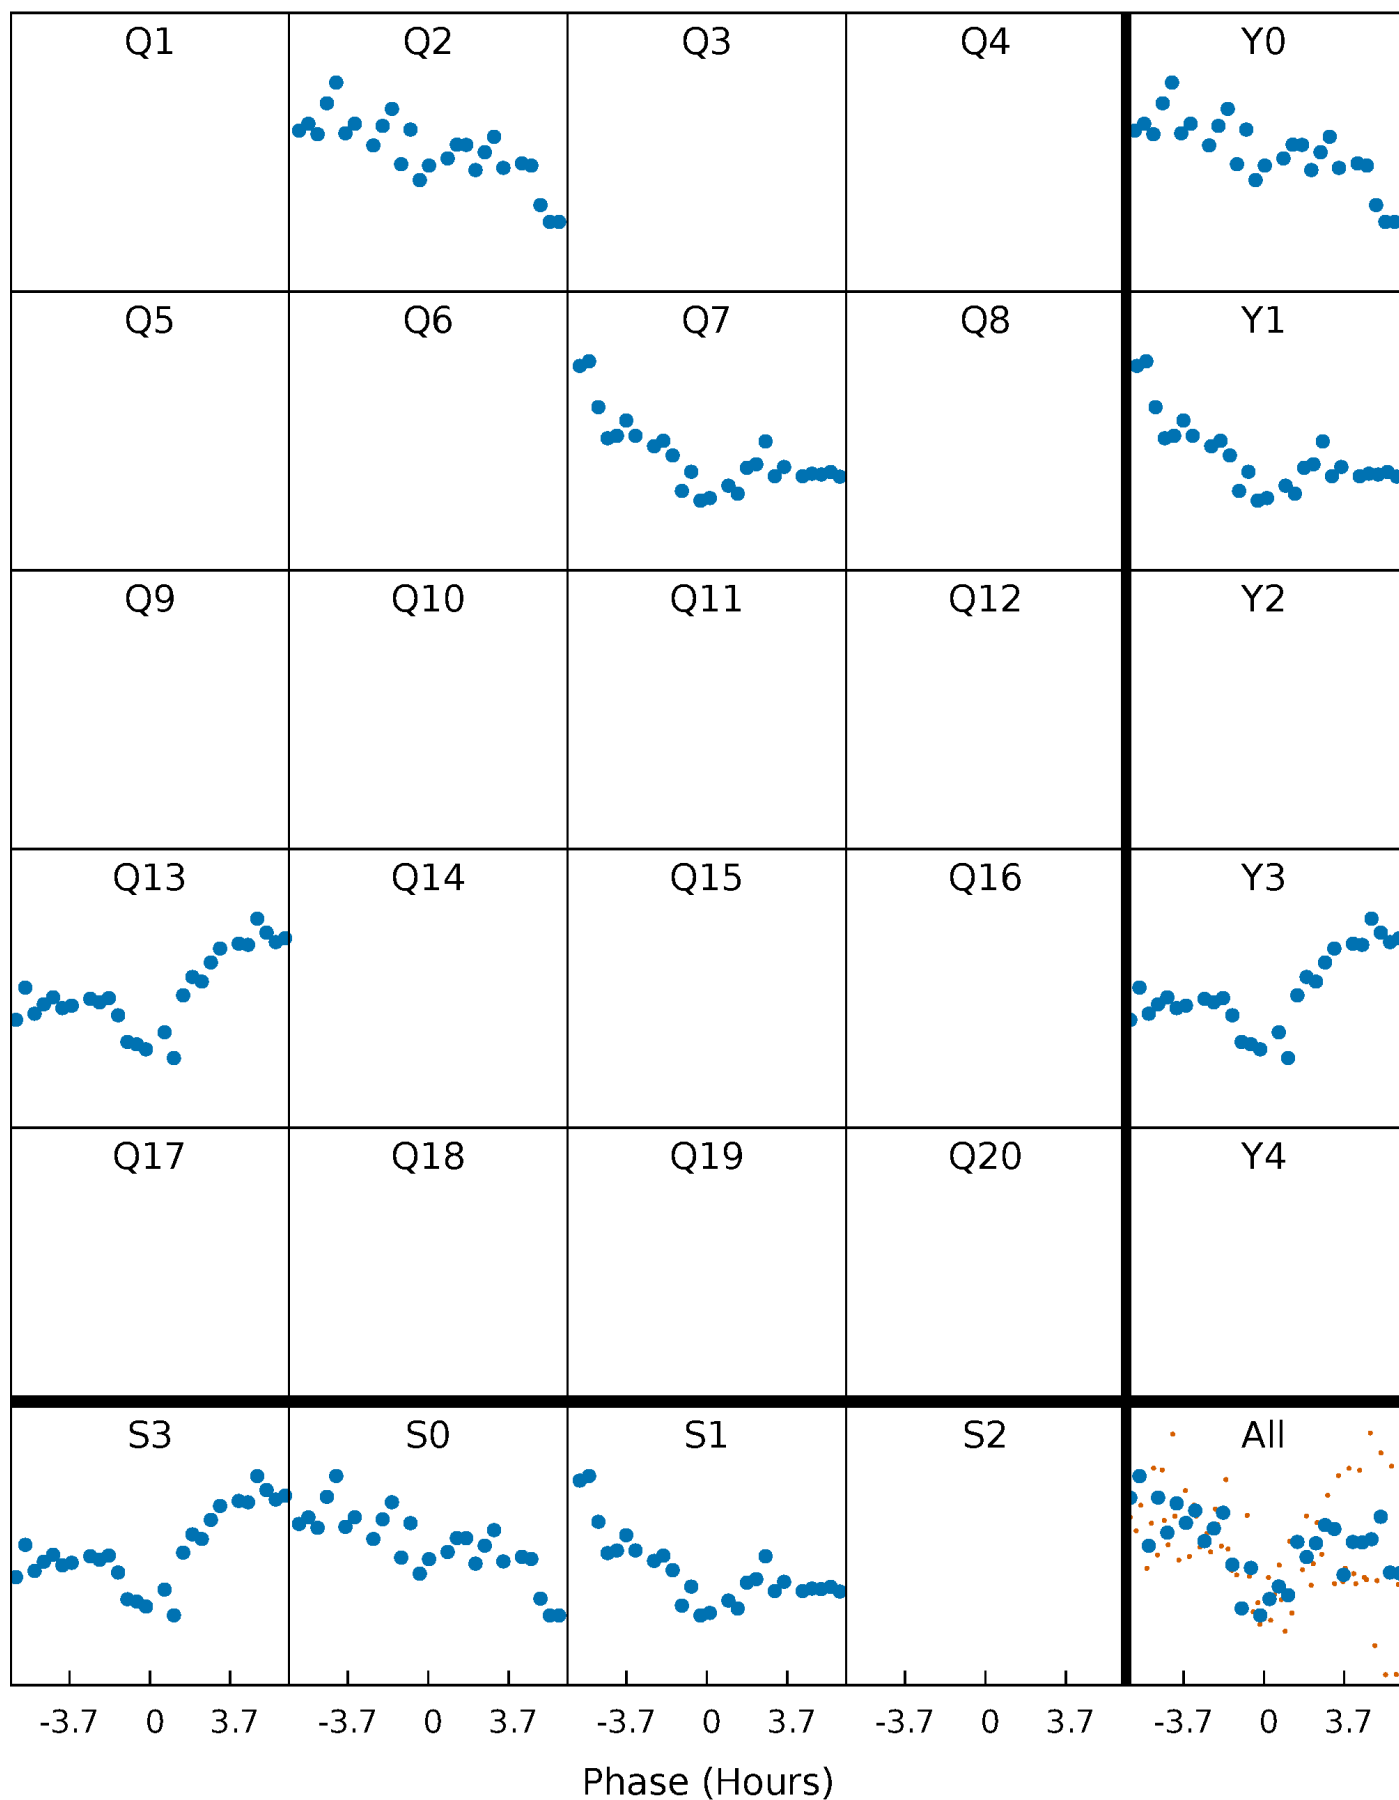 Q1 Q2 Q3 Q4 Y0
Q5 Q6 Q7 Q8 Y1
Q9 Q10 Q11 Q12 Y2
Q13 Q14 Q15 Q16 Y3
Q17 Q18 Q19 Q20 Y4
S3 S0 S1 S2 All
-3.7 0 3.7 -3.7 0 3.7 -3.7 0 3.7 -3.7 0 3.7 -3.7 0 3.7
Phase (Hours)